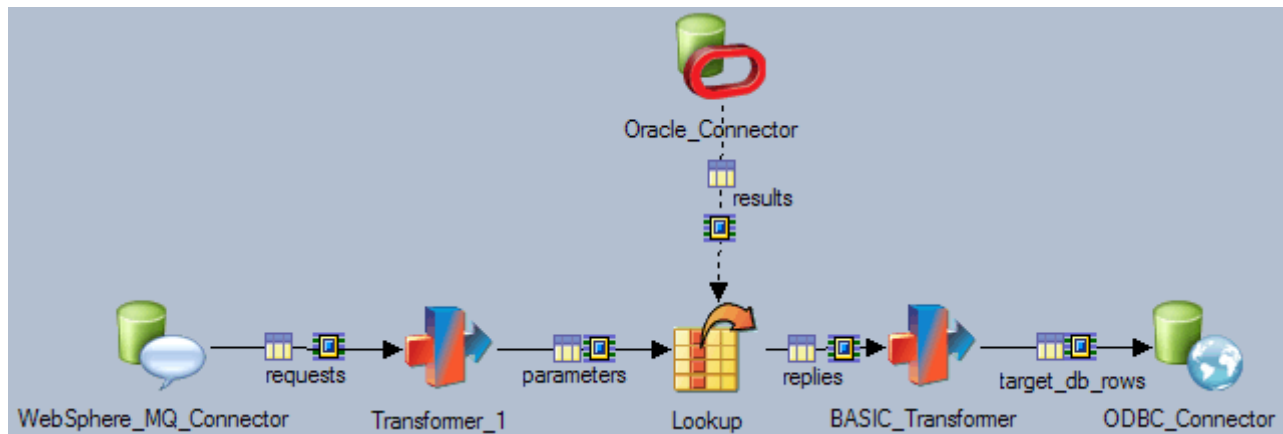 Oracle_Connector
results
requests
parameters
replies
target_db_rows
WebSphere_MQ_Connector
Transformer_1
Lookup
BASIC_Transformer
ODBC_Connector